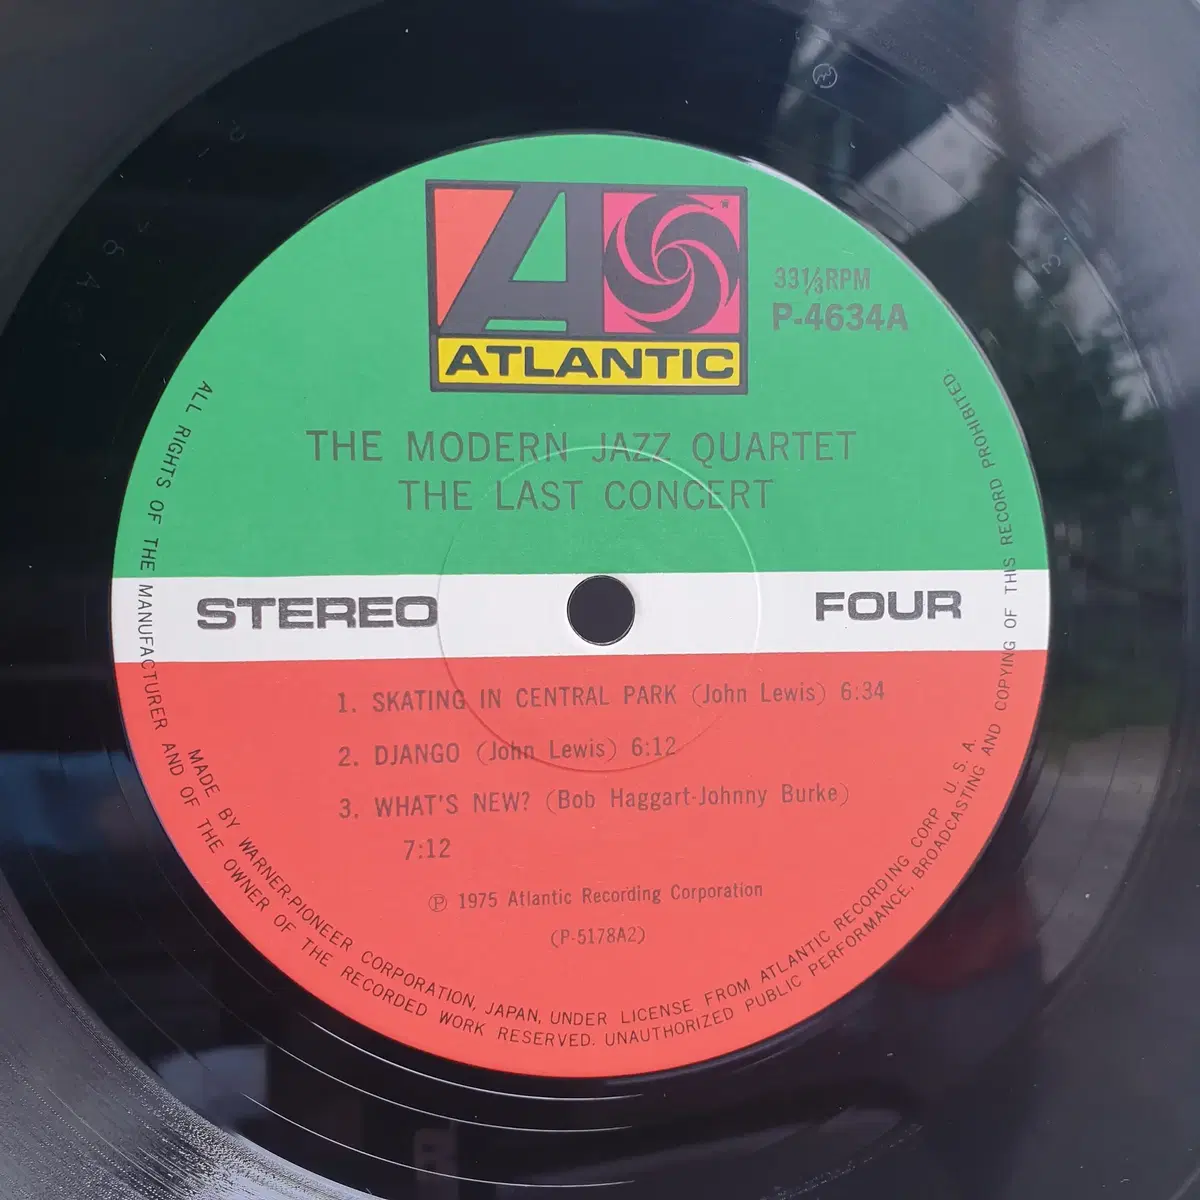 ATLANTIC
33⅓RPM
P-4634A
THE MODERN JAZZ QUARTET
THE LAST CONCERT
STEREO
FOUR
1. SKATING IN CENTRAL PARK (John Lewis) 6:34
2. DJANGO (John Lewis) 6:12
3. WHAT'S NEW? (Bob Haggart-Johnny Burke)
7:12
Ⓟ 1975 Atlantic Recording Corporation
(P-5178A2)
MADE BY WARNER-PIONEER CORPORATION, JAPAN, UNDER LICENSE FROM ATLANTIC RECORDING CORP. U. S. A.
ALL RIGHTS OF THE MANUFACTURER AND OF THE OWNER OF THE RECORDED WORK RESERVED. UNAUTHORIZED PUBLIC PERFORMANCE, BROADCASTING AND COPYING OF THIS RECORD PROHIBITED.